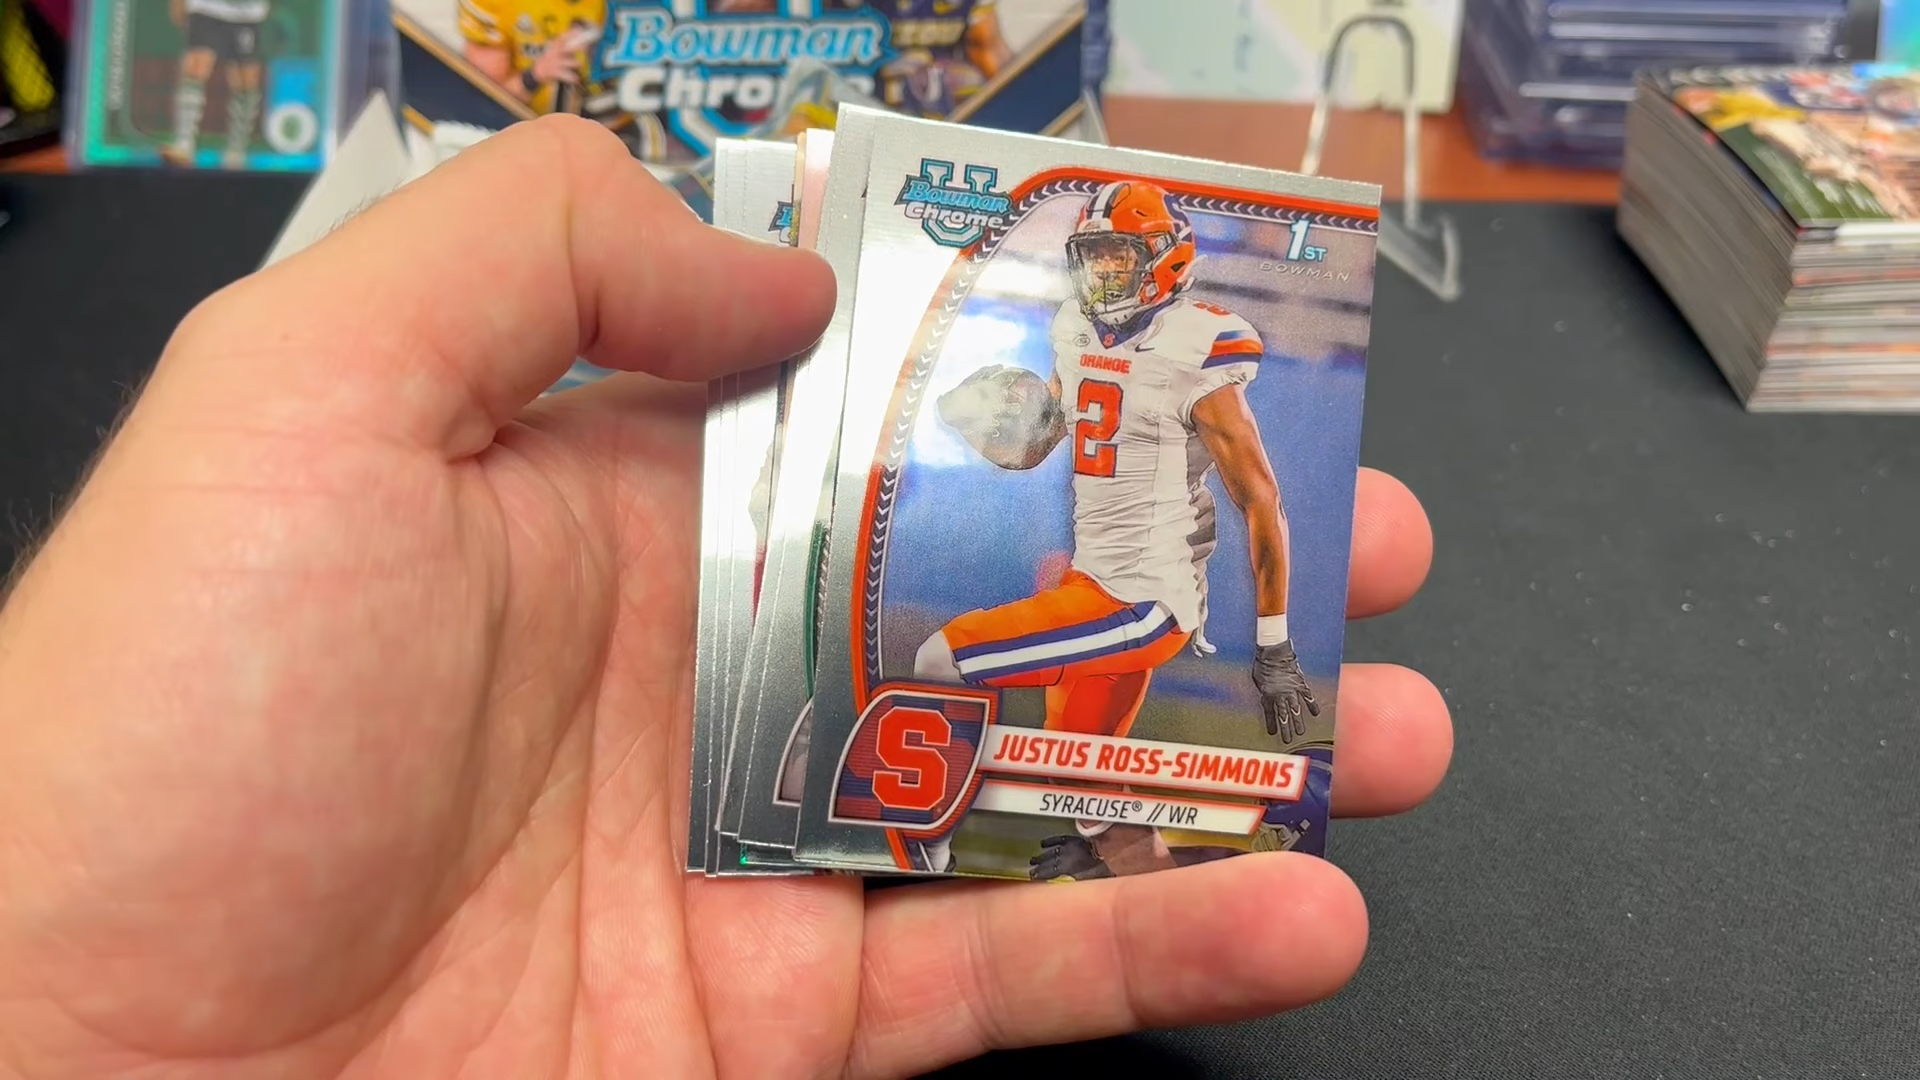 Bowman
Chrome
U
Bowman
Chrome
1ST
BOWMAN
ORANGE
2
S
JUSTUS ROSS-SIMMONS
SYRACUSE® // WR